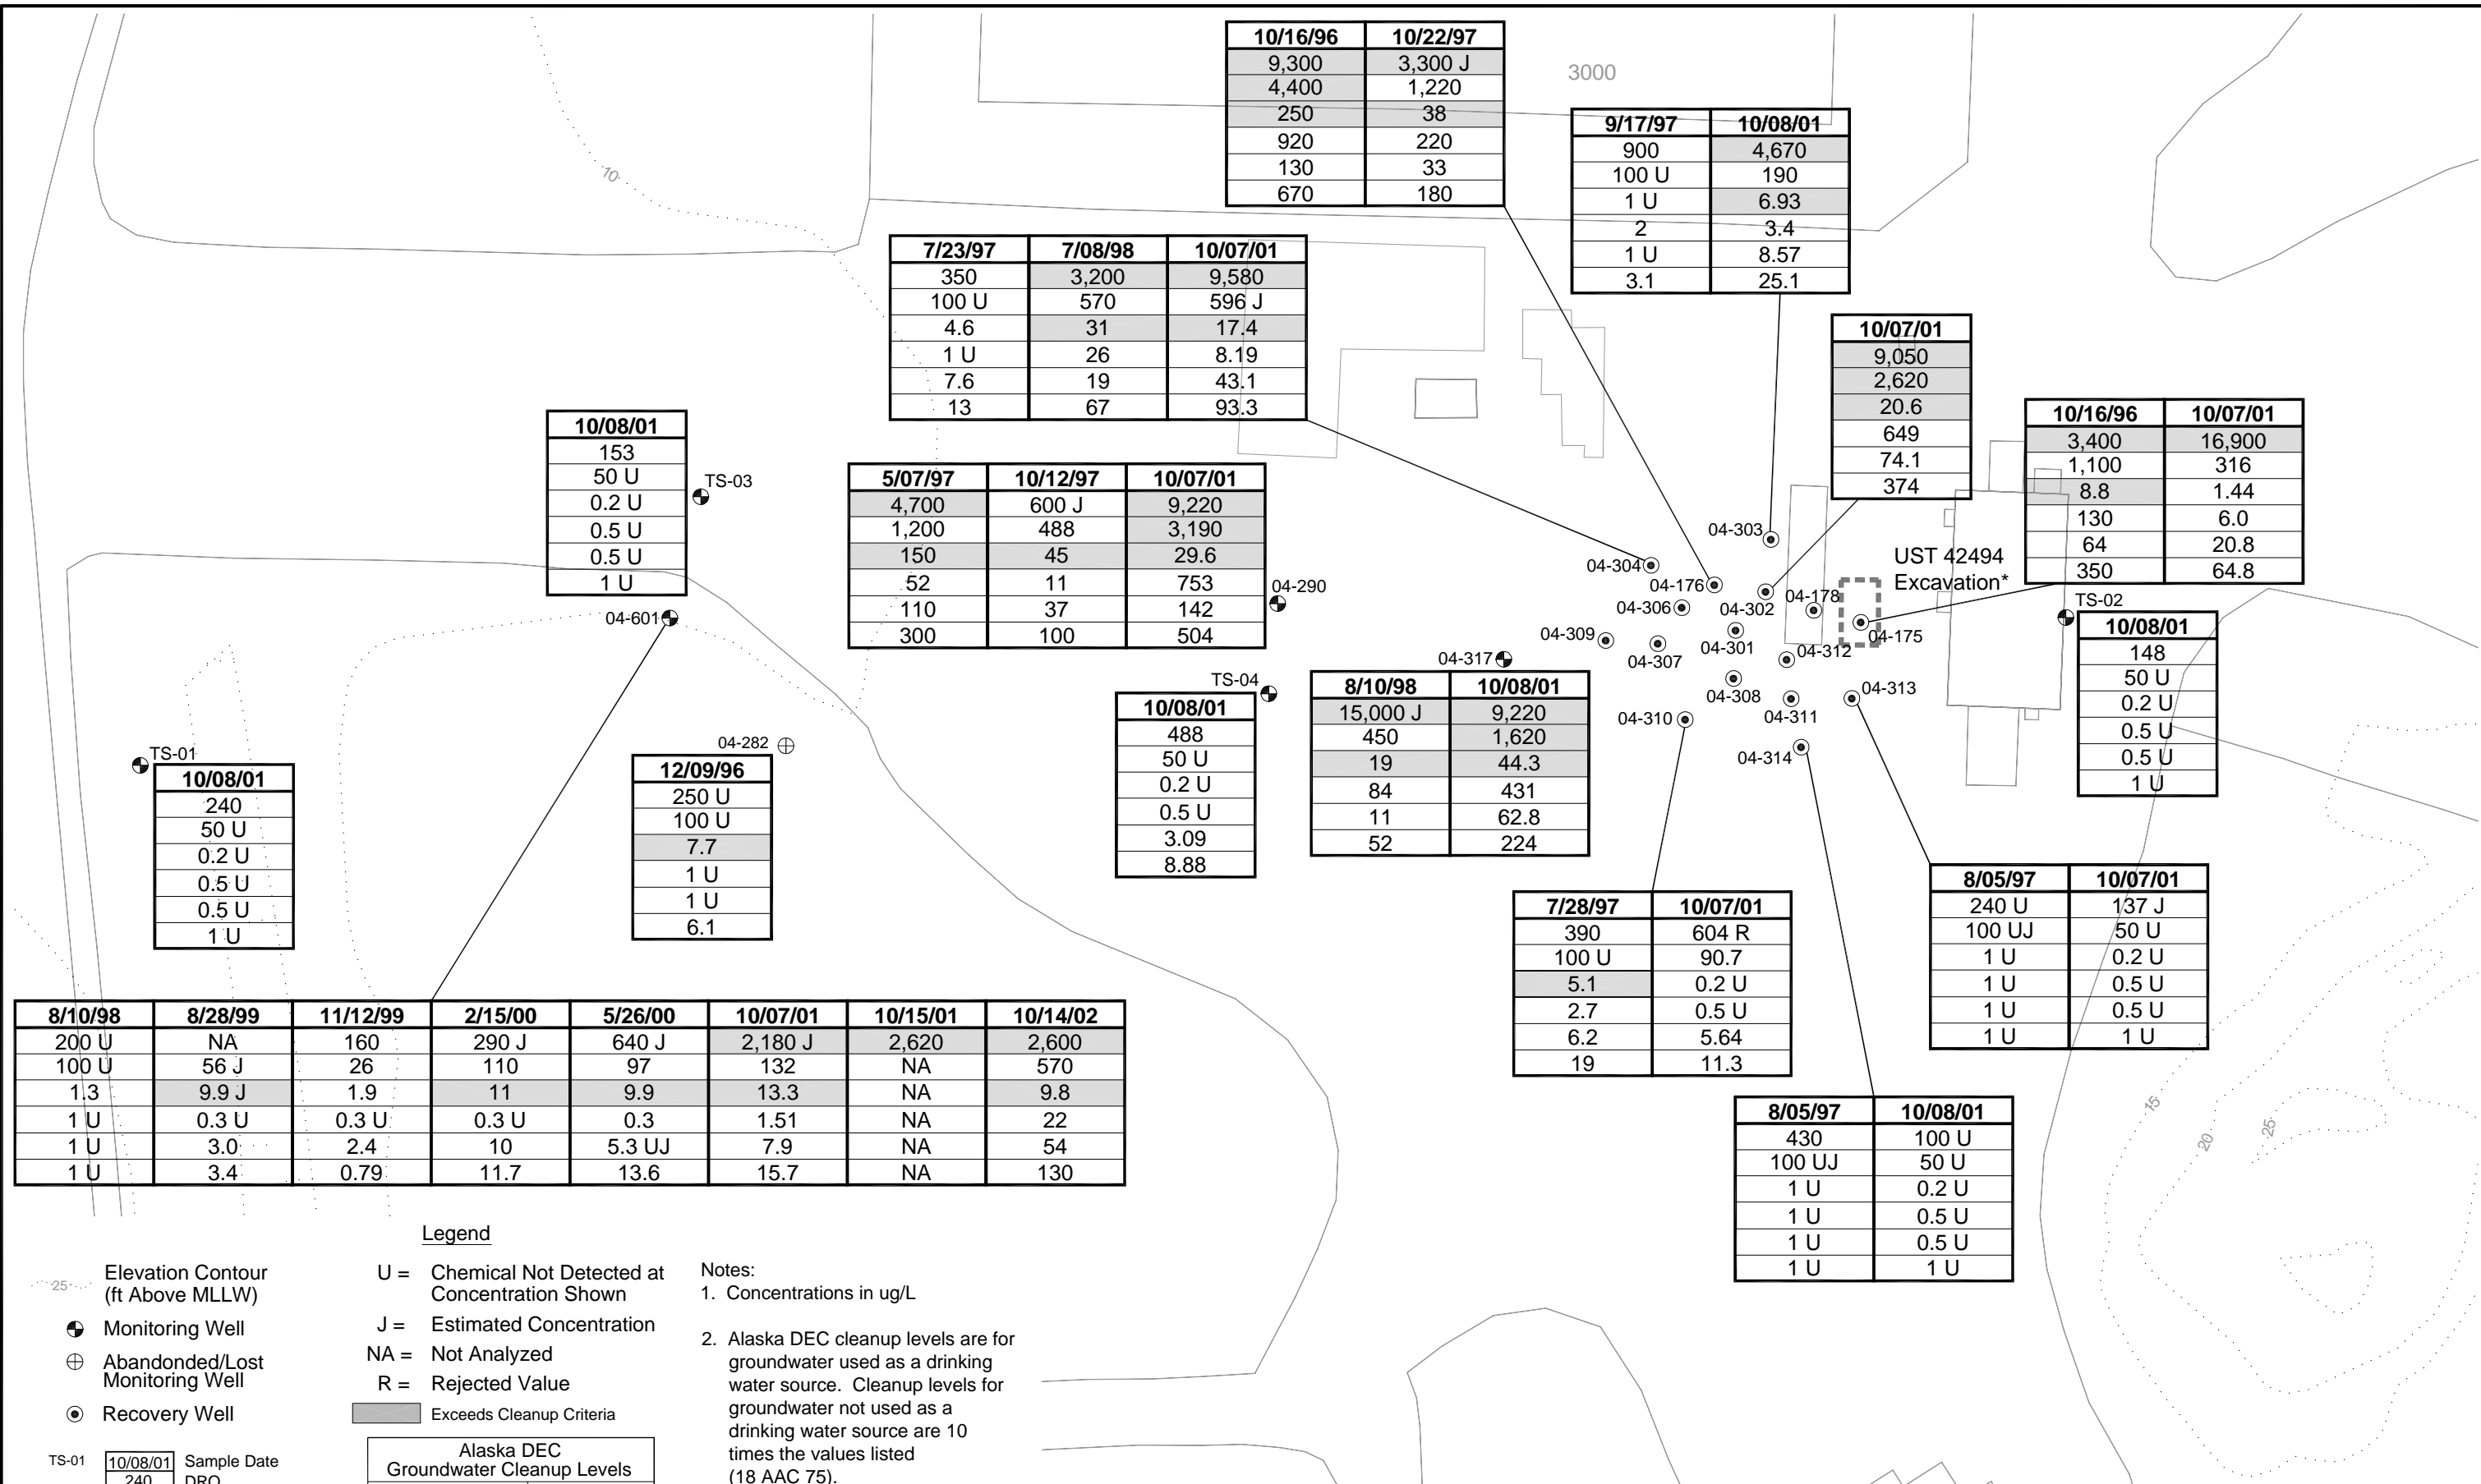 10/16/96 10/22/97
9,300 3,300 J
4,400 1,220
250 38
920 220
130 33
670 180
3000
9/17/97 10/08/01
900 4,670
100 U 190
1 U 6.93
2 3.4
1 U 8.57
3.1 25.1
10
7/23/97 7/08/98 10/07/01
350 3,200 9,580
100 U 570 596 J
4.6 31 17.4
1 U 26 8.19
7.6 19 43.1
13 67 93.3
10/07/01
9,050
2,620
20.6
649
74.1
374
10/16/96 10/07/01
3,400 16,900
1,100 316
8.8 1.44
130 6.0
64 20.8
350 64.8
10/08/01
153
50 U
0.2 U
0.5 U
0.5 U
1 U
TS-03
5/07/97 10/12/97 10/07/01
4,700 600 J 9,220
1,200 488 3,190
150 45 29.6
52 11 753
110 37 142
300 100 504
04-290
04-303
04-304
04-176
04-306
04-302
04-178
UST 42494
Excavation*
04-175
04-309
04-307
04-301
04-312
04-317
04-308
04-311
04-313
04-310
04-314
TS-02
10/08/01
148
50 U
0.2 U
0.5 U
0.5 U
1 U
04-601
TS-04
10/08/01
488
50 U
0.2 U
0.5 U
3.09
8.88
8/10/98 10/08/01
15,000 J 9,220
450 1,620
19 44.3
84 431
11 62.8
52 224
TS-01
10/08/01
240
50 U
0.2 U
0.5 U
0.5 U
1 U
04-282
12/09/96
250 U
100 U
7.7
1 U
1 U
6.1
8/05/97 10/07/01
240 U 137 J
100 UJ 50 U
1 U 0.2 U
1 U 0.5 U
1 U 0.5 U
1 U 1 U
7/28/97 10/07/01
390 604 R
100 U 90.7
5.1 0.2 U
2.7 0.5 U
6.2 5.64
19 11.3
8/10/98 8/28/99 11/12/99 2/15/00 5/26/00 10/07/01 10/15/01 10/14/02
200 U NA 160 290 J 640 J 2,180 J 2,620 2,600
100 U 56 J 26 110 97 132 NA 570
1.3 9.9 J 1.9 11 9.9 13.3 NA 9.8
1 U 0.3 U 0.3 U 0.3 U 0.3 1.51 NA 22
1 U 3.0 2.4 10 5.3 UJ 7.9 NA 54
1 U 3.4 0.79 11.7 13.6 15.7 NA 130
8/05/97 10/08/01
430 100 U
100 UJ 50 U
1 U 0.2 U
1 U 0.5 U
1 U 0.5 U
1 U 1 U
15
20
25
Legend
25
Elevation Contour
(ft Above MLLW)
Monitoring Well
Abandonded/Lost
Monitoring Well
Recovery Well
TS-01 10/08/01 Sample Date
240 DRO
U = Chemical Not Detected at
Concentration Shown
J = Estimated Concentration
NA = Not Analyzed
R = Rejected Value
Exceeds Cleanup Criteria
Alaska DEC
Groundwater Cleanup Levels
Notes:
1. Concentrations in ug/L
2. Alaska DEC cleanup levels are for
groundwater used as a drinking
water source. Cleanup levels for
groundwater not used as a
drinking water source are 10
times the values listed
(18 AAC 75).